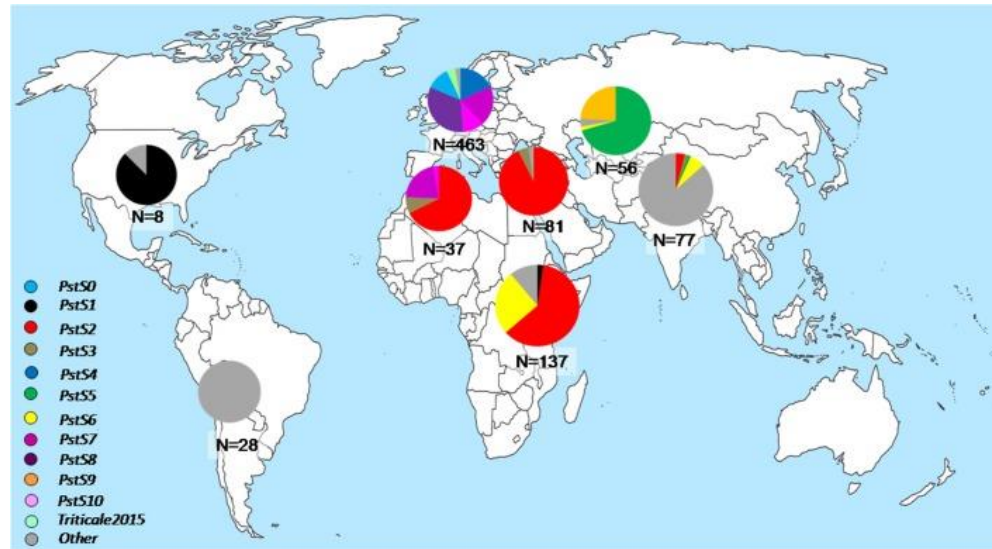 N=463
N=56
N=8
N=37
N=81
N=77
N=137
N=28
PstS0
PstS1
PstS2
PstS3
PstS4
PstS5
PstS6
PstS7
PstS8
PstS9
PstS10
Triticale2015
Other